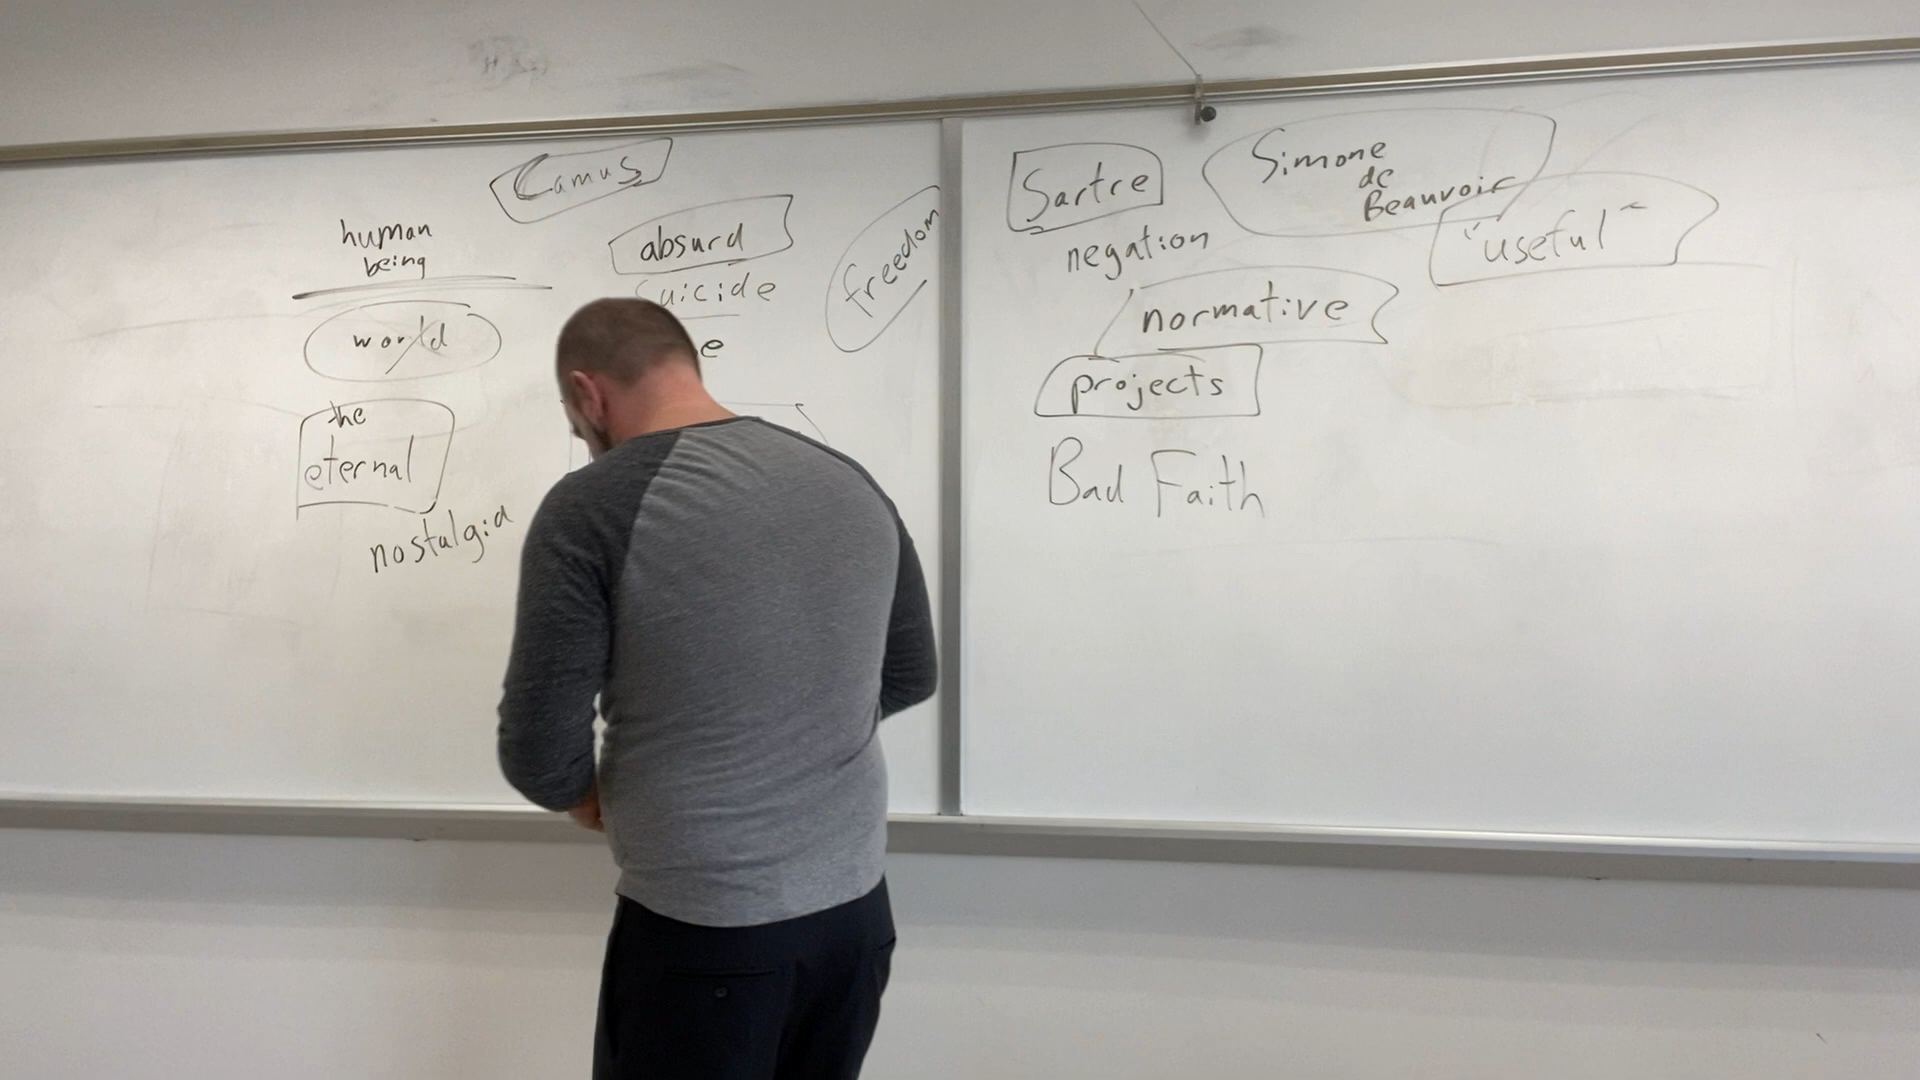 Camus
human
being
world
the
eternal
nostalgia
absurd
Suicide
freedom
Sartre
negation
Simone
de
Beauvoir
"useful"
normative
projects
Bad Faith